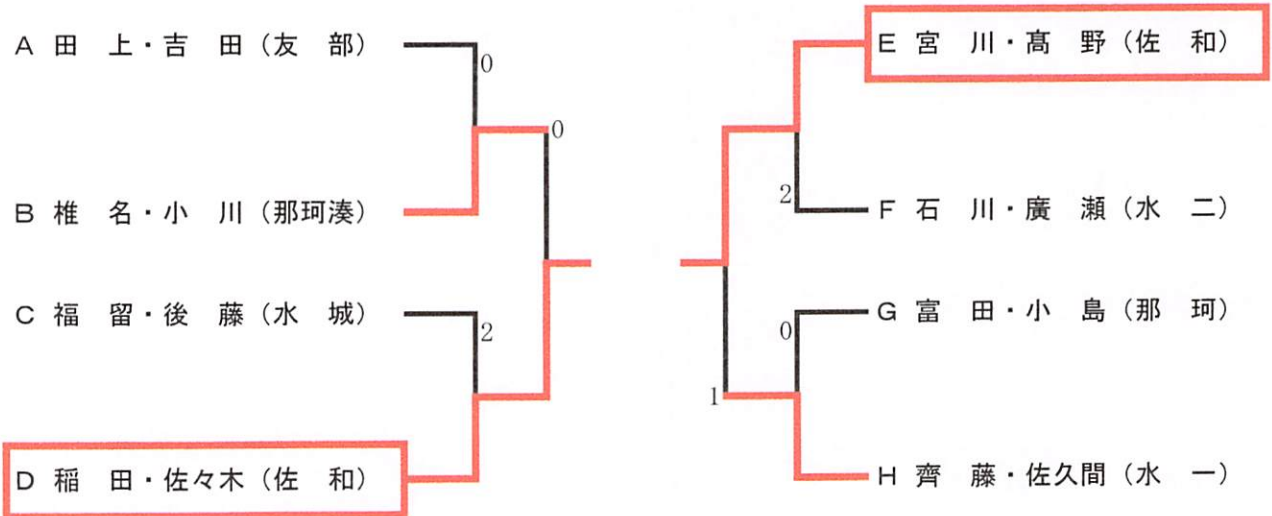 A 田 上・吉 田（友 部）
0
0
B 椎 名・小 川（那珂湊）
C 福 留・後 藤（水 城）
2
D 稲 田・佐々木（佐 和）
E 宮 川・髙 野（佐 和）
2
F 石 川・廣 瀬（水 二）
G 富 田・小 島（那 珂）
0
1
H 齊 藤・佐久間（水 一）